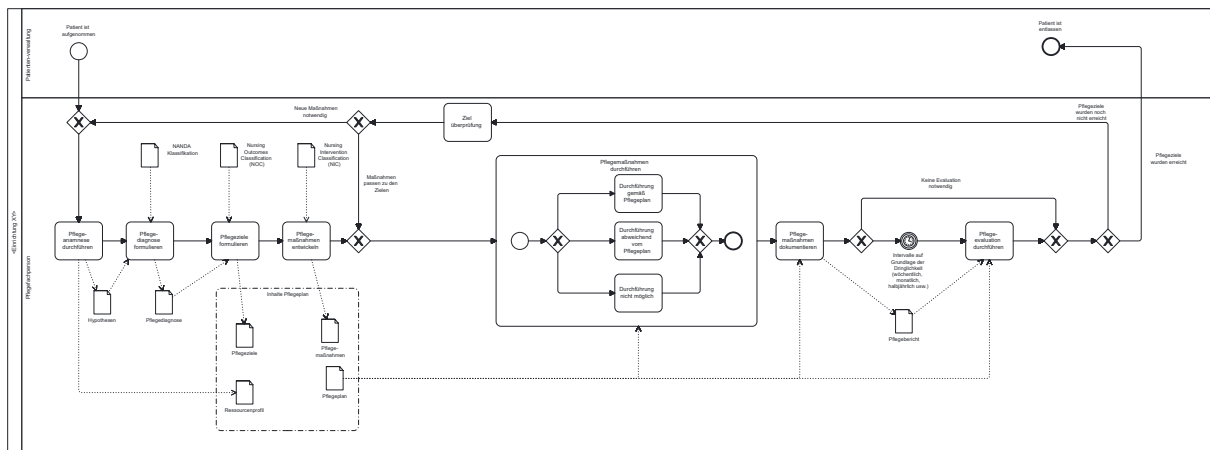 <Einrichtung XY>
Patienten-verwaltung
Pflegefachperson
Patient ist
aufgenommen
Patient ist
entlassen
Neue Maßnahmen
notwendig
Ziel
überprüfung
Pflegeziele
wurden noch
nicht erreicht
Pflegeziele
wurden erreicht
NANDA
Klassifikation
Nursing
Outcomes
Classification
(NOC)
Nursing
Intervention
Classification
(NIC)
Maßnahmen
passen zu den
Zielen
Pflege-
anamnese
durchführen
Pflege-
diagnose
formulieren
Pflegeziele
formulieren
Pflege-
maßnahmen
entwickeln
Pflegemaßnahmen
durchführen
Durchführung
gemäß
Pflegeplan
Durchführung
abweichend
vom
Pflegeplan
Durchführung
nicht möglich
Pflege-
maßnahmen
dokumentieren
Keine Evaluation
notwendig
Intervalle auf
Grundlage der
Dringlichkeit
(wöchentlich,
monatlich,
halbjährlich usw.)
Pflege-
evaluation
durchführen
Hypothesen
Pflegediagnose
Inhalte Pflegeplan
Pflegeziele
Pflege-
maßnahmen
Ressourcenprofil
Pflegeplan
Pflegebericht